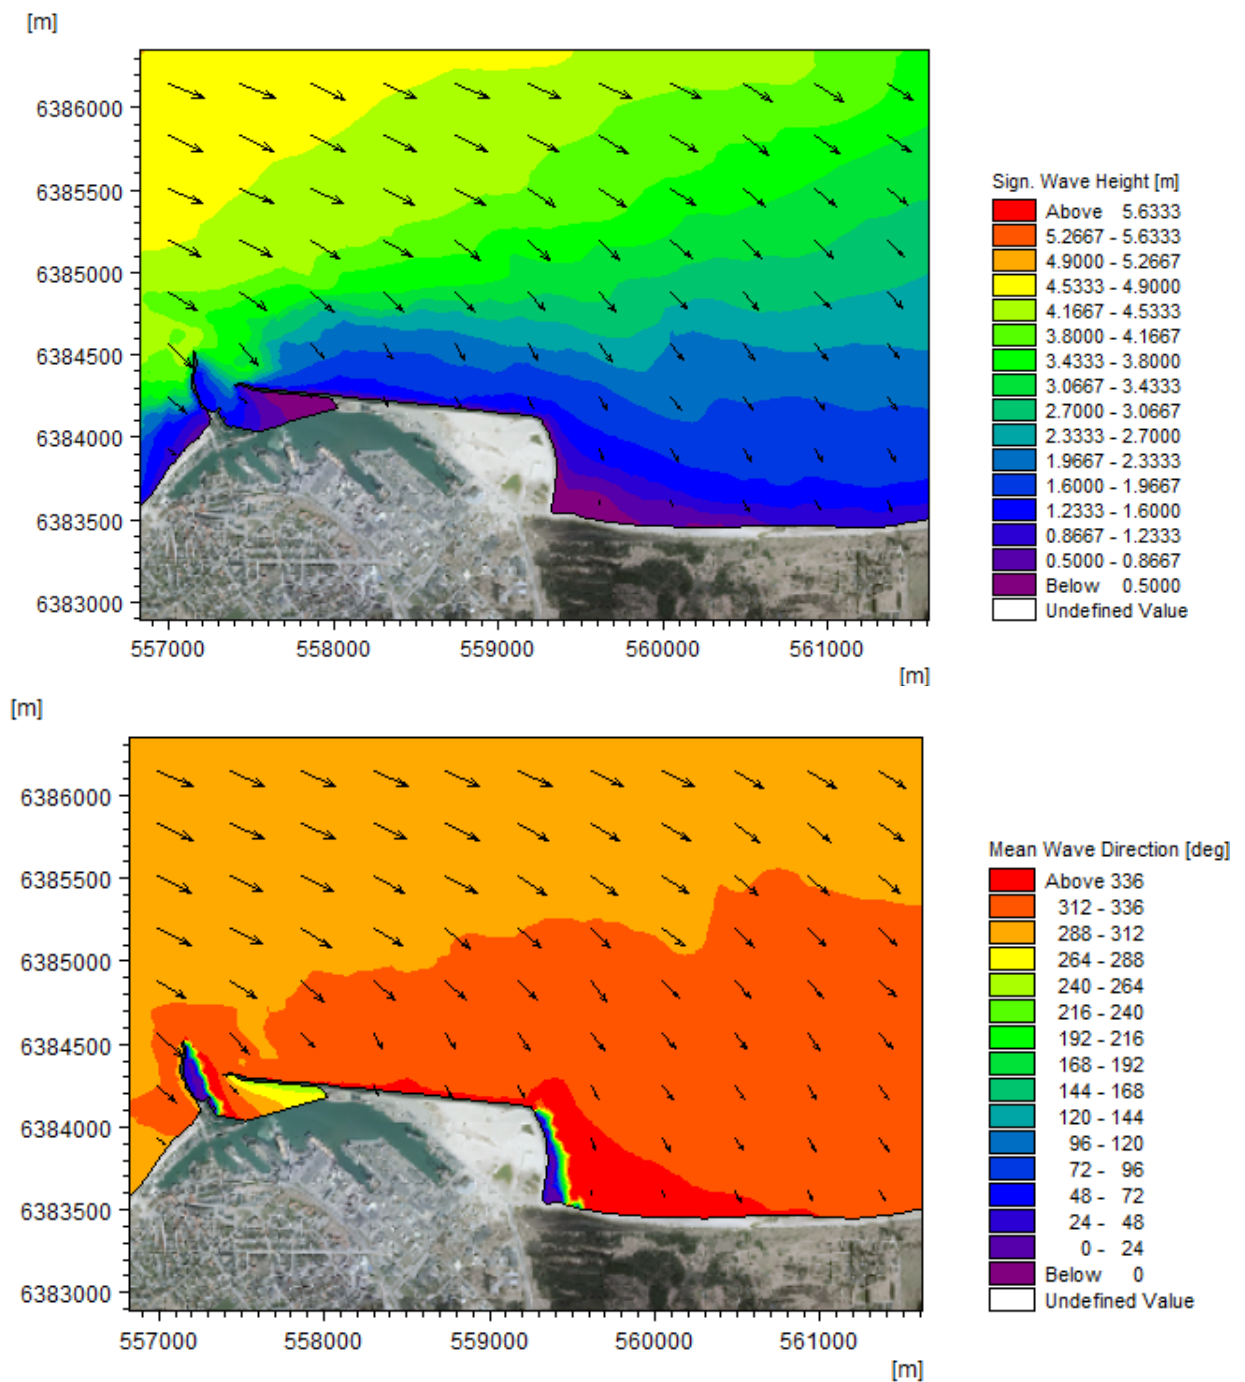 [m]
6386000
6385500
6385000
6384500
6384000
6383500
6383000
557000 558000 559000 560000 561000
[m]
Sign. Wave Height [m]
Above 5.6333
5.2667 - 5.6333
4.9000 - 5.2667
4.5333 - 4.9000
4.1667 - 4.5333
3.8000 - 4.1667
3.4333 - 3.8000
3.0667 - 3.4333
2.7000 - 3.0667
2.3333 - 2.7000
1.9667 - 2.3333
1.6000 - 1.9667
1.2333 - 1.6000
0.8667 - 1.2333
0.5000 - 0.8667
Below 0.5000
Undefined Value
[m]
6386000
6385500
6385000
6384500
6384000
6383500
6383000
557000 558000 559000 560000 561000
[m]
Mean Wave Direction [deg]
Above 336
312 - 336
288 - 312
264 - 288
240 - 264
216 - 240
192 - 216
168 - 192
144 - 168
120 - 144
96 - 120
72 - 96
48 - 72
24 - 48
0 - 24
Below 0
Undefined Value